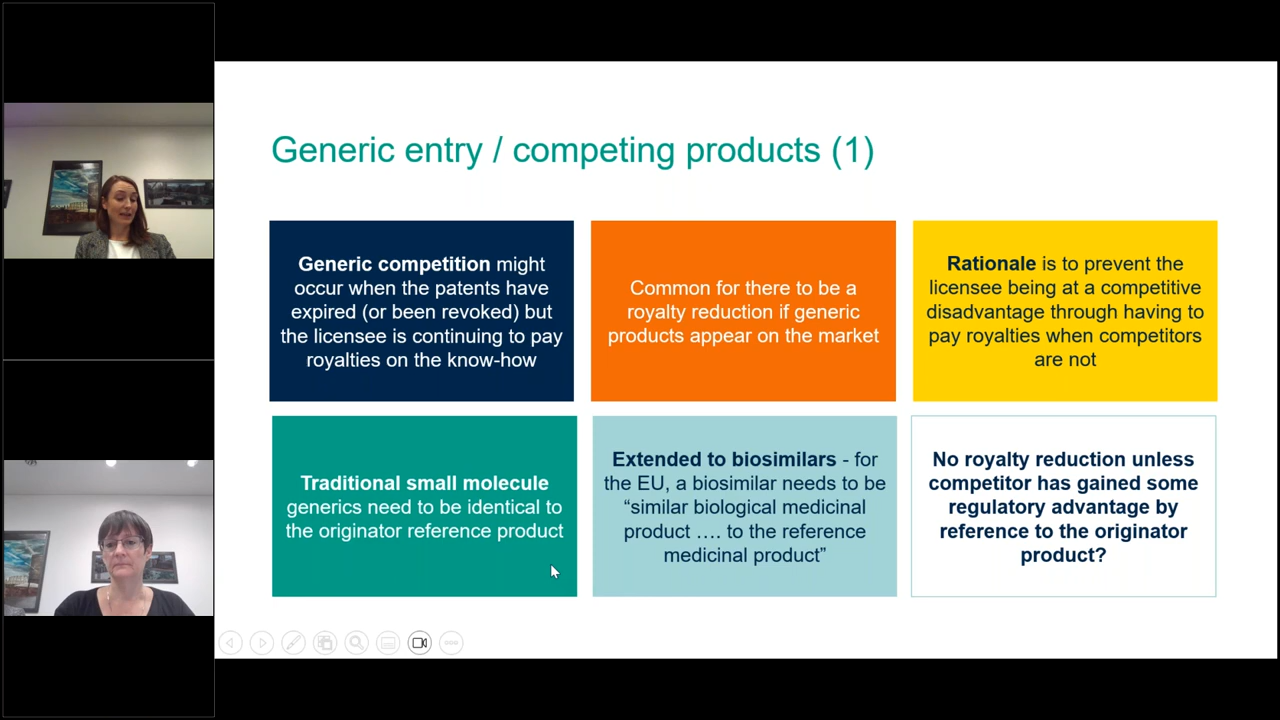 Generic entry / competing products (1)
Generic competition might
occur when the patents have
expired (or been revoked) but
the licensee is continuing to pay
royalties on the know-how
Common for there to be a
royalty reduction if generic
products appear on the market
Rationale is to prevent the
licensee being at a competitive
disadvantage through having to
pay royalties when competitors
are not
Traditional small molecule
generics need to be identical to
the originator reference product
Extended to biosimilars - for
the EU, a biosimilar needs to be
“similar biological medicinal
product …. to the reference
medicinal product”
No royalty reduction unless
competitor has gained some
regulatory advantage by
reference to the originator
product?